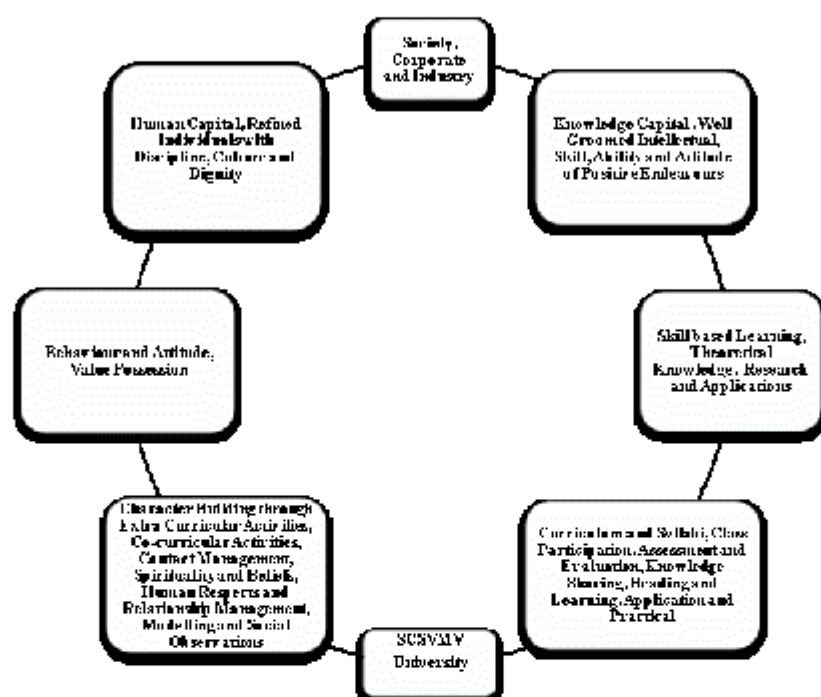 Society,
Corporate
and Industry
Human Capital, Refined
Individuals with
Discipline, Culture and
Dignity
Knowledge Capital, Well
Groomed Intellectual,
Skill, Ability and Attitude
of Positive Endeavours
Behaviour and Attitude,
Value Possession
Skill based Learning,
Theoretical
Knowledge, Research
and Applications
Character Building through
Extra Curricular Activities,
Co-curricular Activities,
Contact Management,
Spirituality and Beliefs,
Human Respects and
Relationship Management,
Modelling and Social
Observations
Curriculum and Syllabi, Class
Participation, Assessment and
Evaluation, Knowledge
Sharing, Reading and
Learning, Application and
Practical
SCSVMV
University